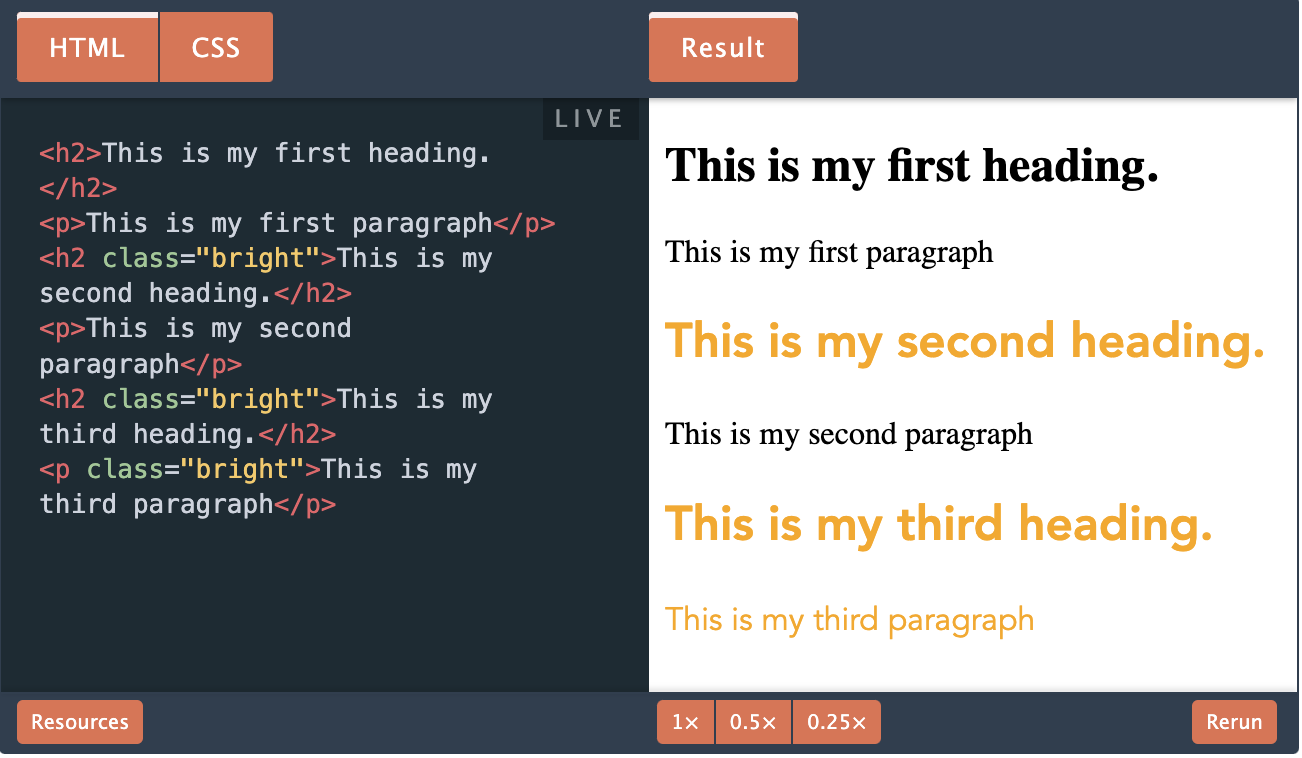 HTML CSS Result
LIVE
<h2>This is my first heading.
</h2>
<p>This is my first paragraph</p>
<h2 class="bright">This is my
second heading.</h2>
<p>This is my second
paragraph</p>
<h2 class="bright">This is my
third heading.</h2>
<p class="bright">This is my
third paragraph</p>
This is my first heading.
This is my first paragraph
This is my second heading.
This is my second paragraph
This is my third heading.
This is my third paragraph
Resources 1× 0.5× 0.25× Rerun